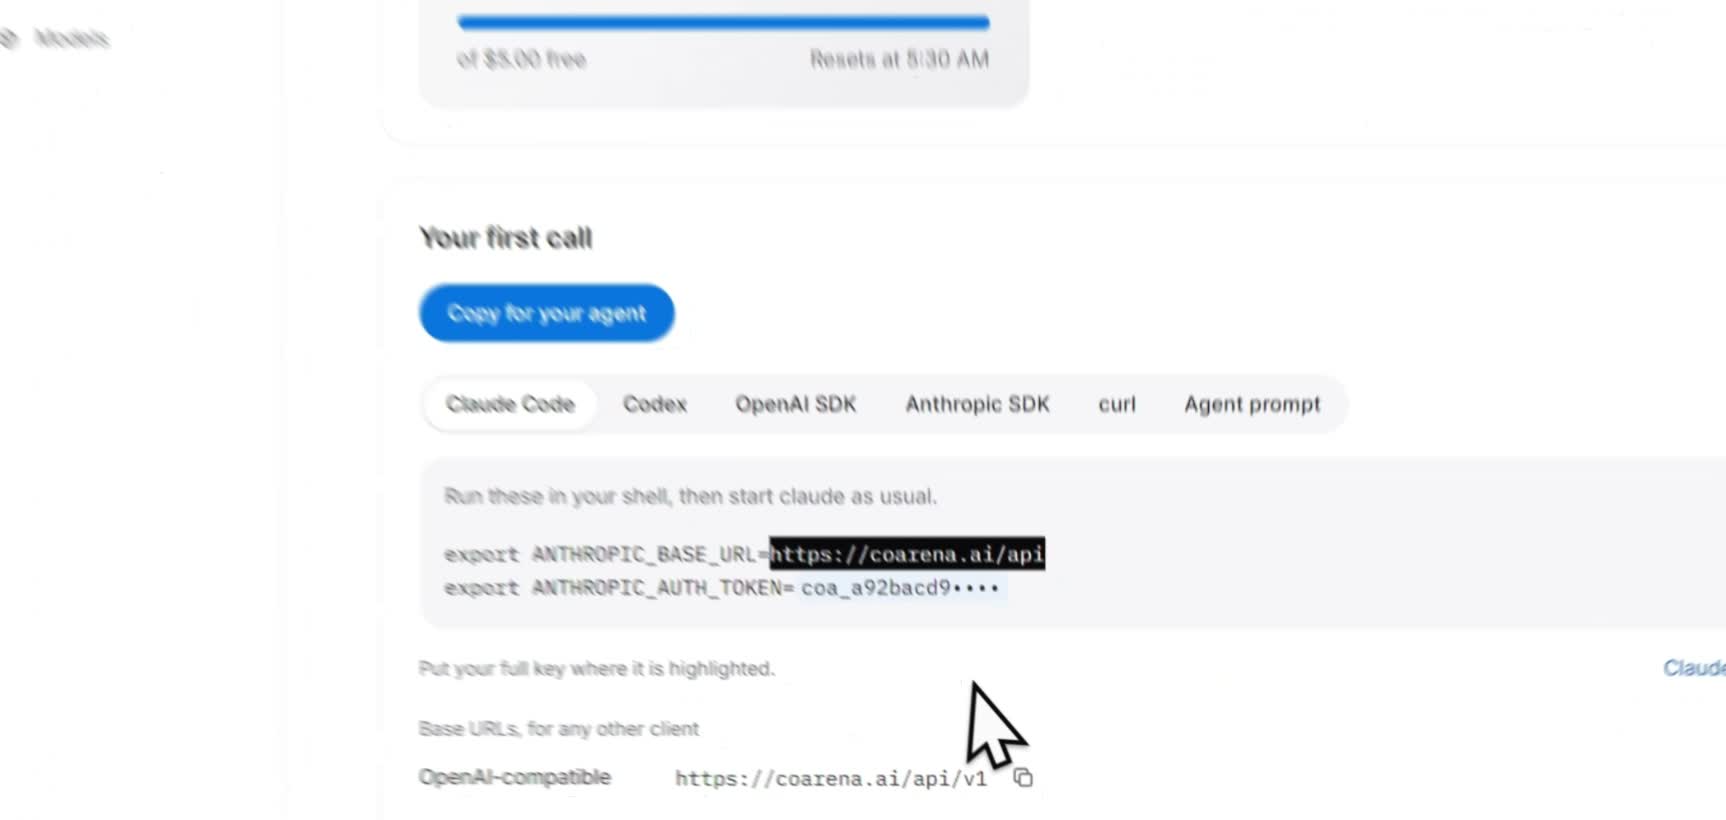 Models
of $5.00 free
Resets at 5:30 AM
Your first call
Copy for your agent
Claude Code
Codex
OpenAI SDK
Anthropic SDK
curl
Agent prompt
Run these in your shell, then start claude as usual.
export ANTHROPIC_BASE_URL=https://coarena.ai/api
export ANTHROPIC_AUTH_TOKEN= coa_a92bacd9••••
Put your full key where it is highlighted.
Claude
Base URLs, for any other client
OpenAI-compatible
https://coarena.ai/api/v1